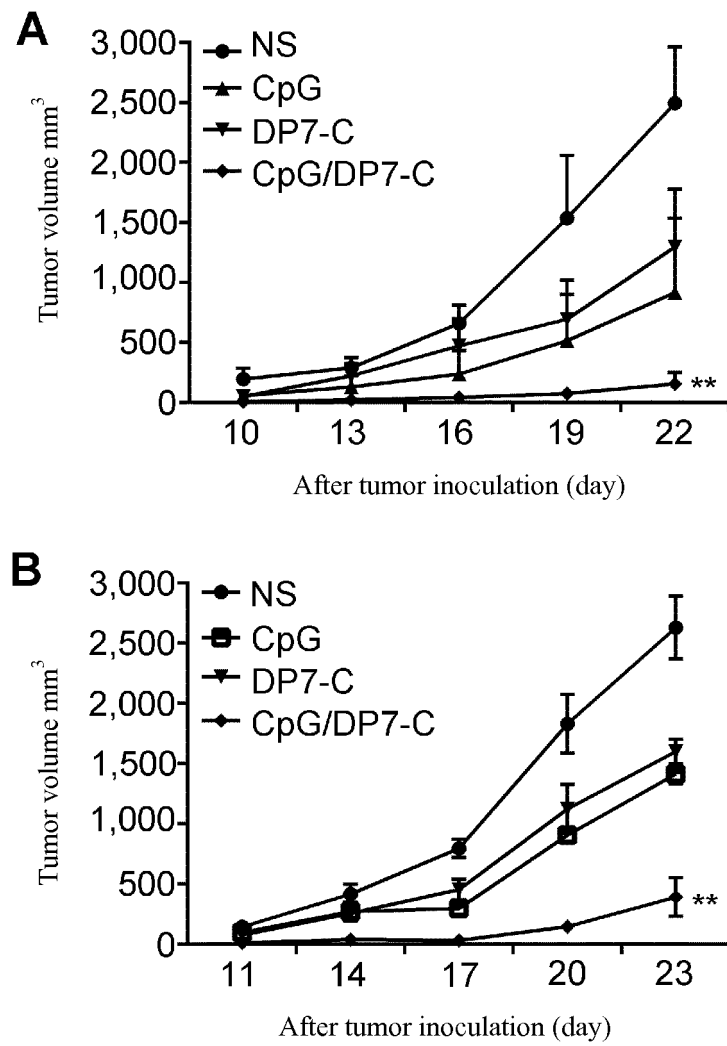 A
3,000
2,500
2,000
1,500
1,000
500
0
Tumor volume mm³
NS
CpG
DP7-C
CpG/DP7-C
**
10 13 16 19 22
After tumor inoculation (day)
B
3,000
2,500
2,000
1,500
1,000
500
0
Tumor volume mm³
NS
CpG
DP7-C
CpG/DP7-C
**
11 14 17 20 23
After tumor inoculation (day)